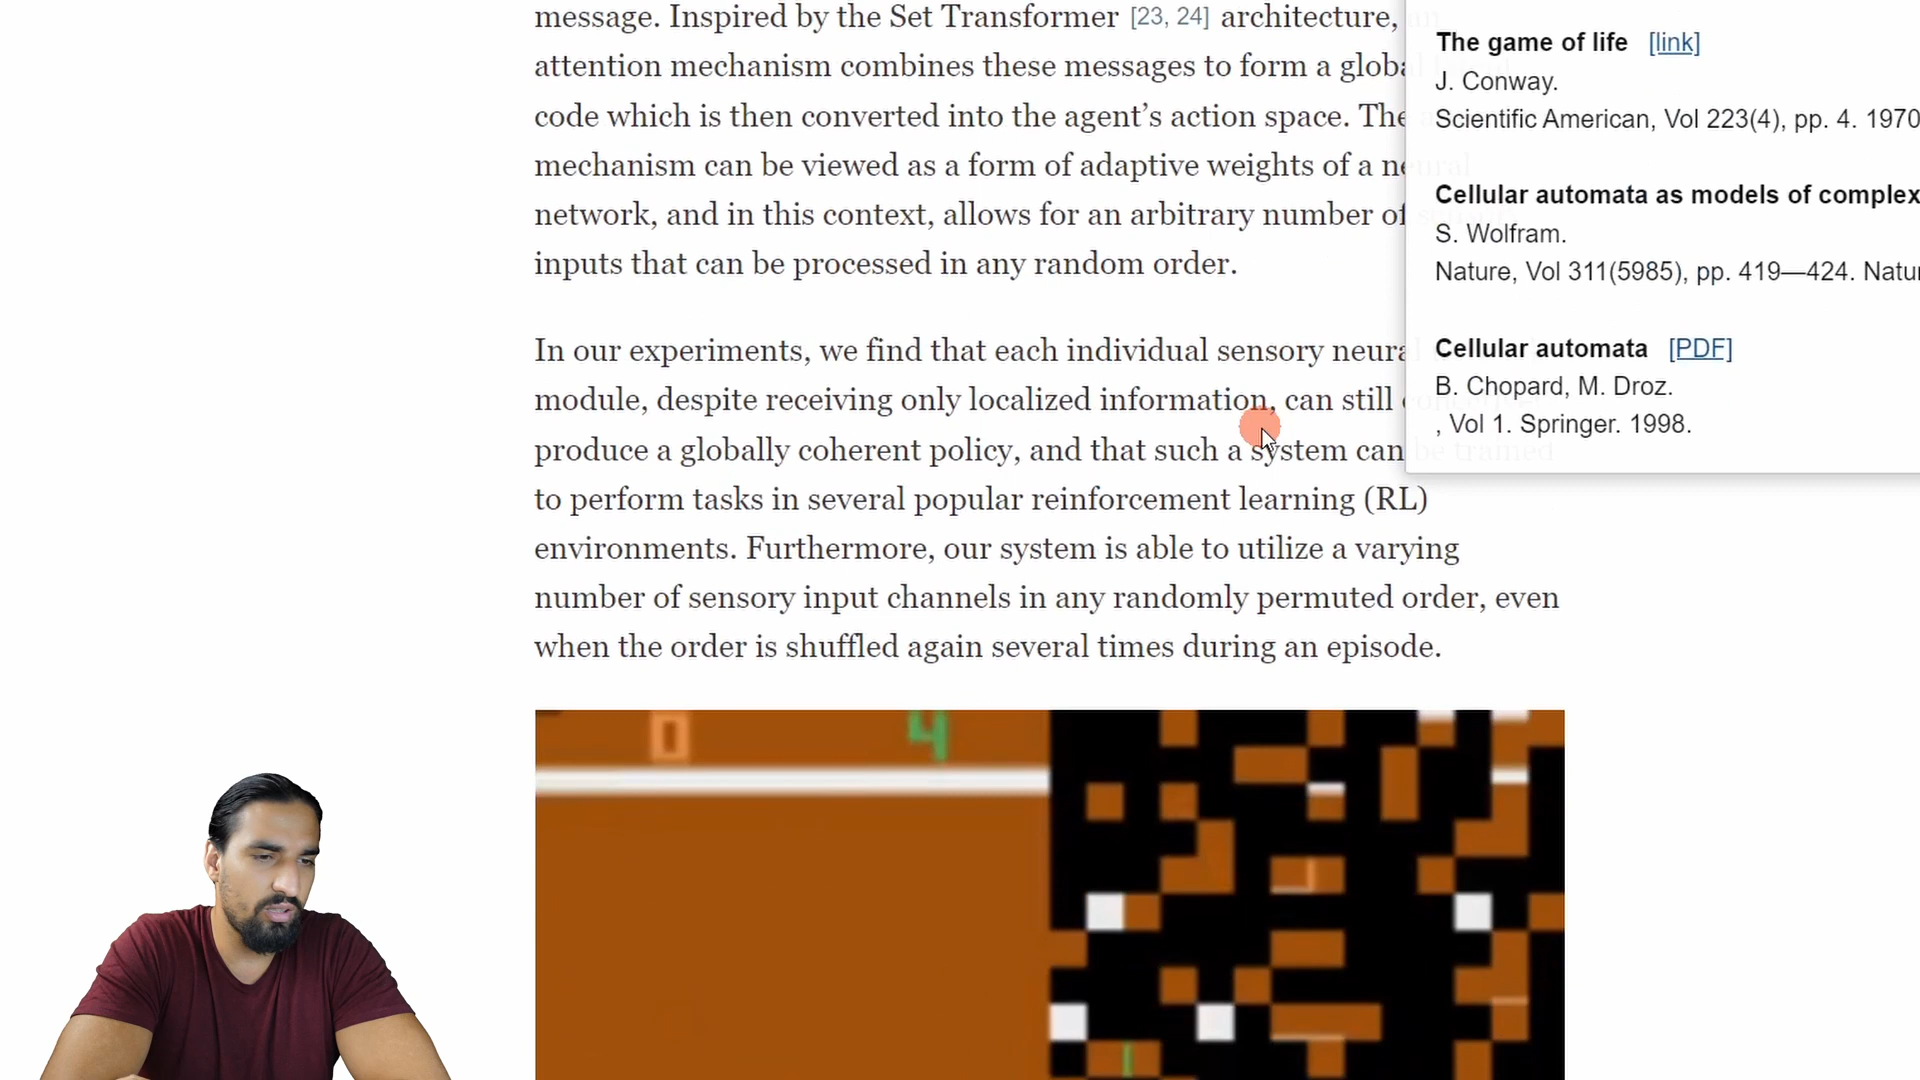 message. Inspired by the Set Transformer [23, 24] architecture, an
attention mechanism combines these messages to form a global
code which is then converted into the agent’s action space. The
mechanism can be viewed as a form of adaptive weights of a neural
network, and in this context, allows for an arbitrary number of
inputs that can be processed in any random order.
In our experiments, we find that each individual sensory neural
module, despite receiving only localized information, can still
produce a globally coherent policy, and that such a system can be trained
to perform tasks in several popular reinforcement learning (RL)
environments. Furthermore, our system is able to utilize a varying
number of sensory input channels in any randomly permuted order, even
when the order is shuffled again several times during an episode.
0 4
The game of life [link]
J. Conway.
Scientific American, Vol 223(4), pp. 4. 1970
Cellular automata as models of complex
S. Wolfram.
Nature, Vol 311(5985), pp. 419—424. Natu
Cellular automata [PDF]
B. Chopard, M. Droz.
, Vol 1. Springer. 1998.